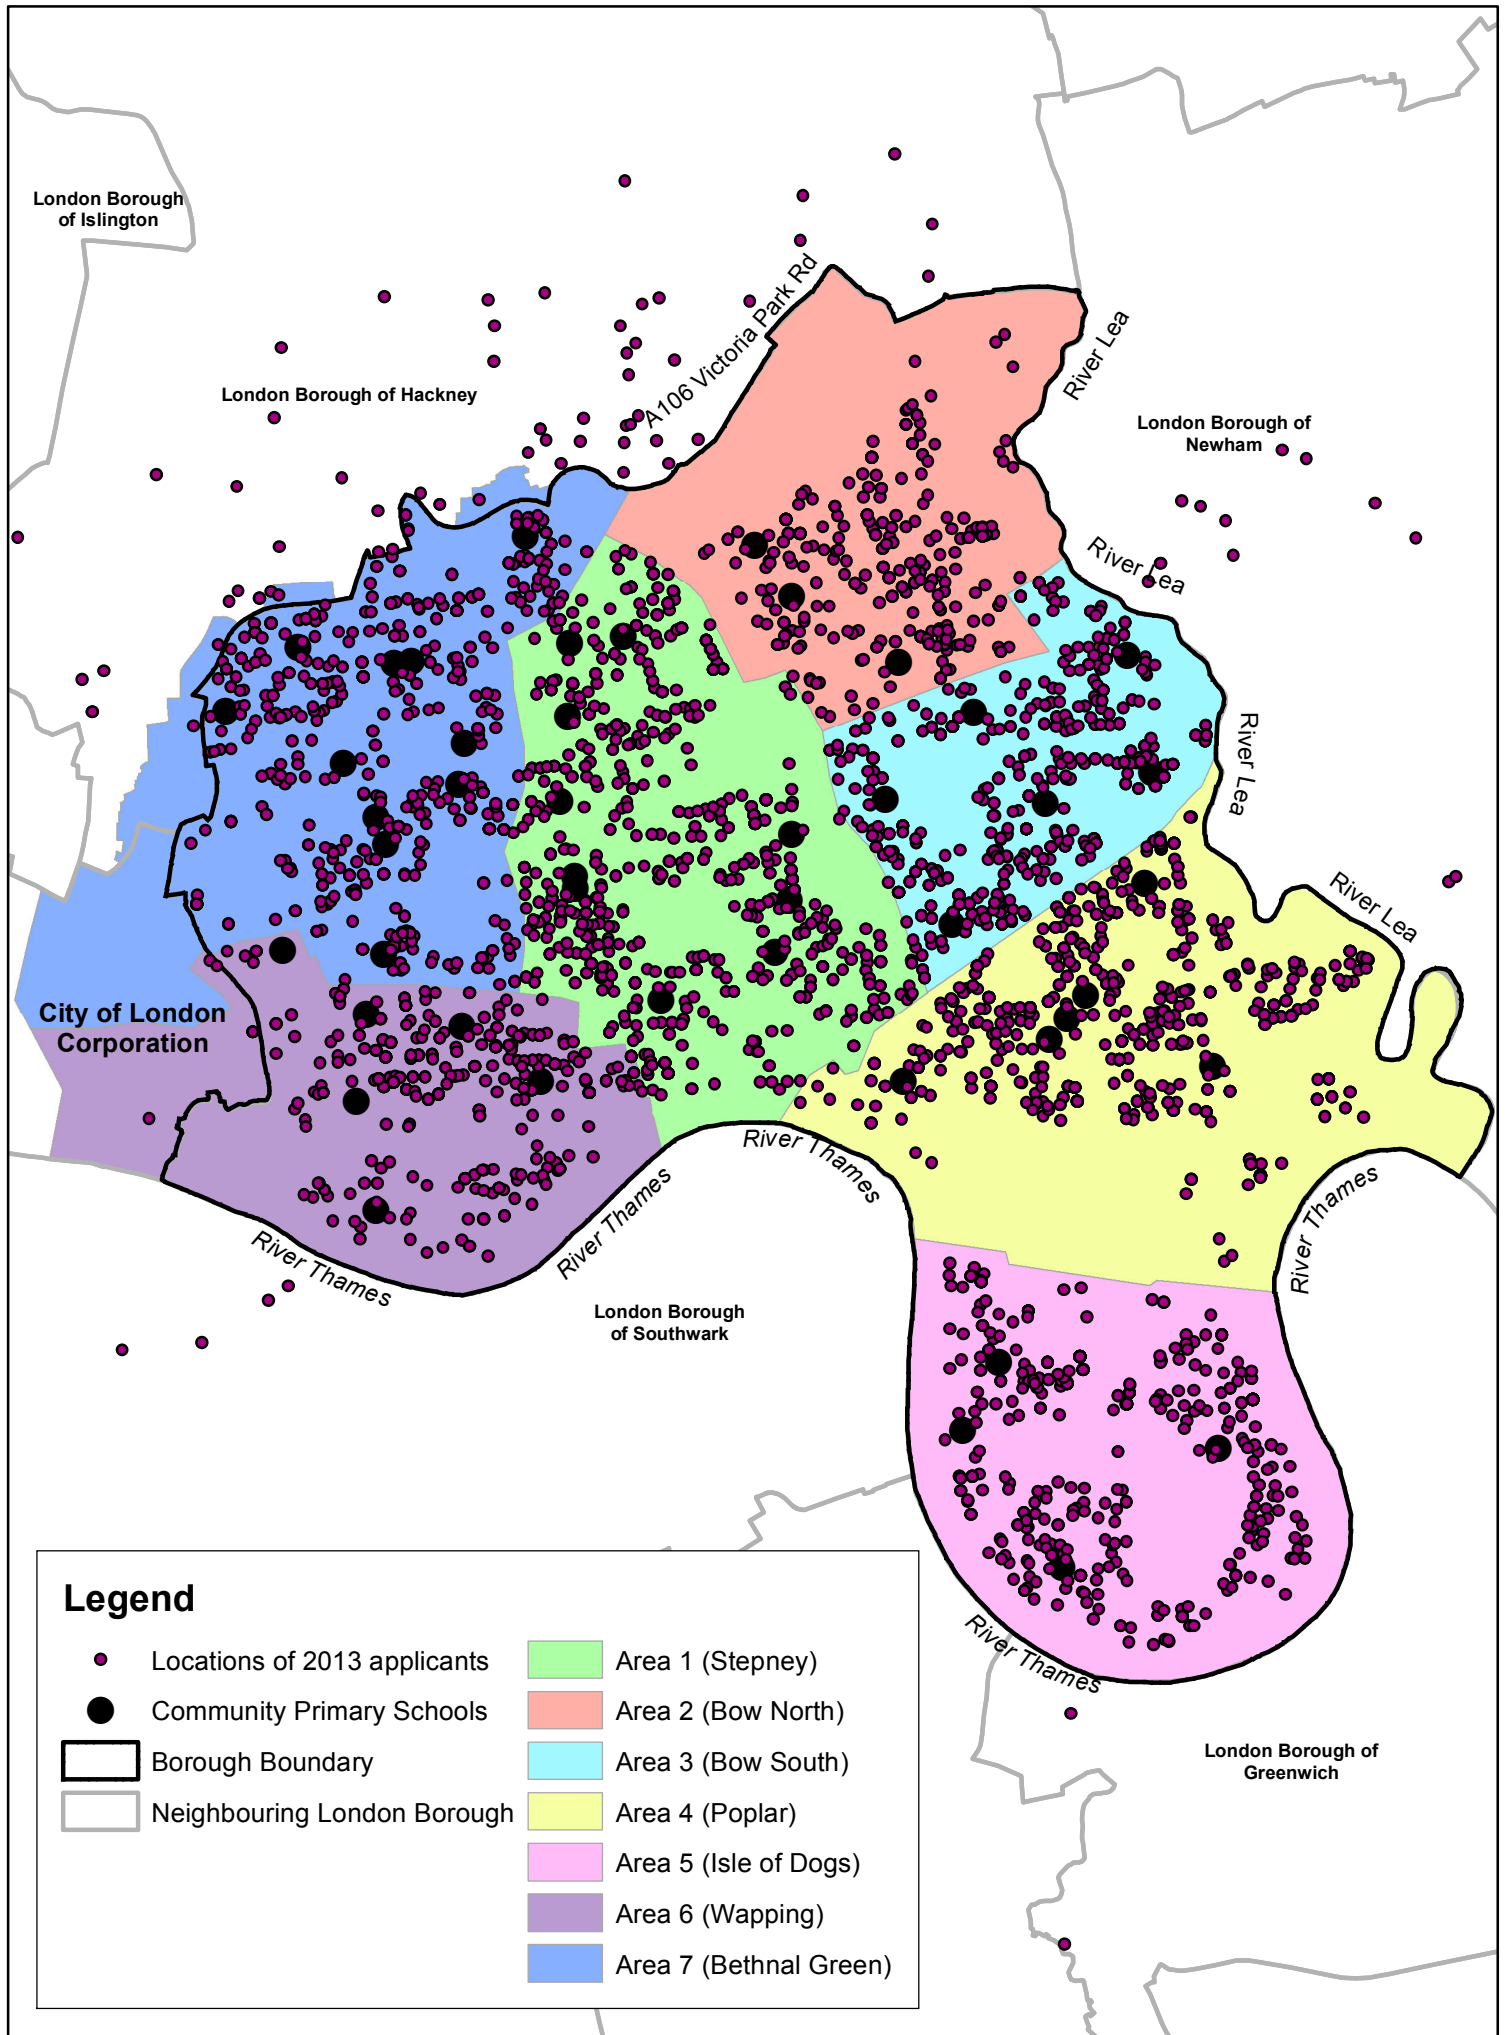 London Borough
of Islington
A106 Victoria Park Rd
River Lea
London Borough of Hackney
London Borough of
Newham
River Lea
River Lea
River Lea
City of London
Corporation
River Thames
River Thames
River Thames
River Thames
London Borough
of Southwark
River Thames
London Borough of
Greenwich
Legend
Locations of 2013 applicants
Community Primary Schools
Borough Boundary
Neighbouring London Borough
Area 1 (Stepney)
Area 2 (Bow North)
Area 3 (Bow South)
Area 4 (Poplar)
Area 5 (Isle of Dogs)
Area 6 (Wapping)
Area 7 (Bethnal Green)